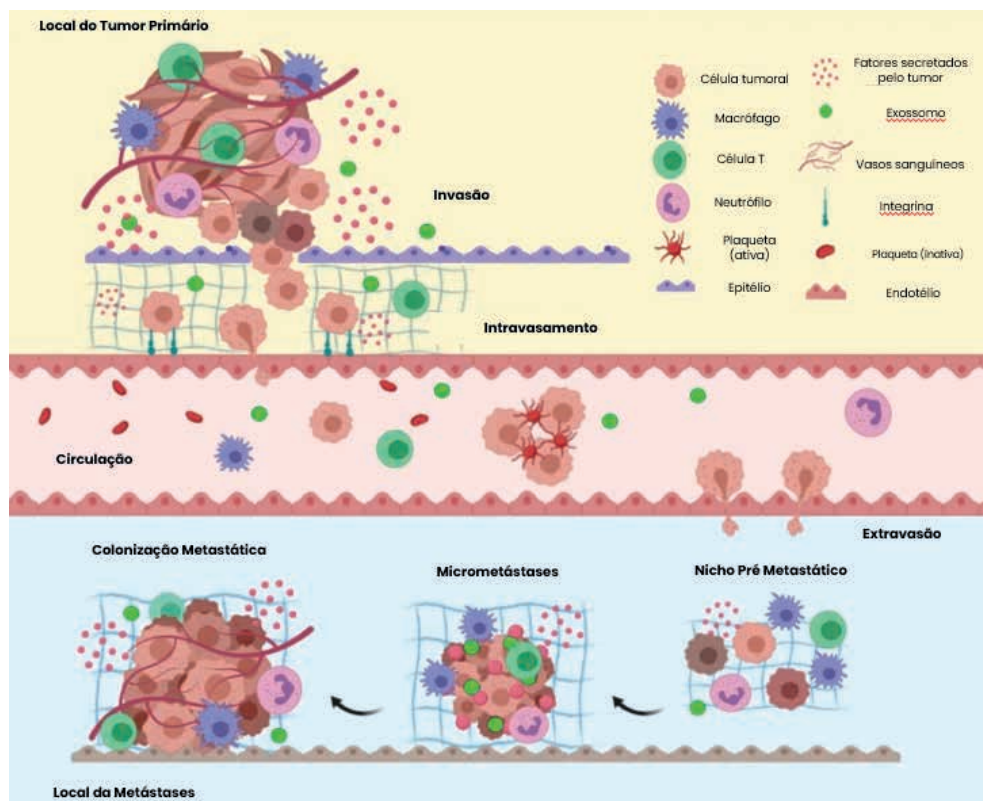 Local do Tumor Primário
Célula tumoral
Fatores secretados
pelo tumor
Macrófago
Exossomo
Célula T
Vasos sanguíneos
Invasão
Neutrófilo
Integrina
Plaqueta
(ativa)
Plaqueta (inativa)
Epitélio
Endotélio
Intravasamento
Circulação
Extravasão
Colonização Metastática
Micrometástases
Nicho Pré Metastático
Local da Metástases